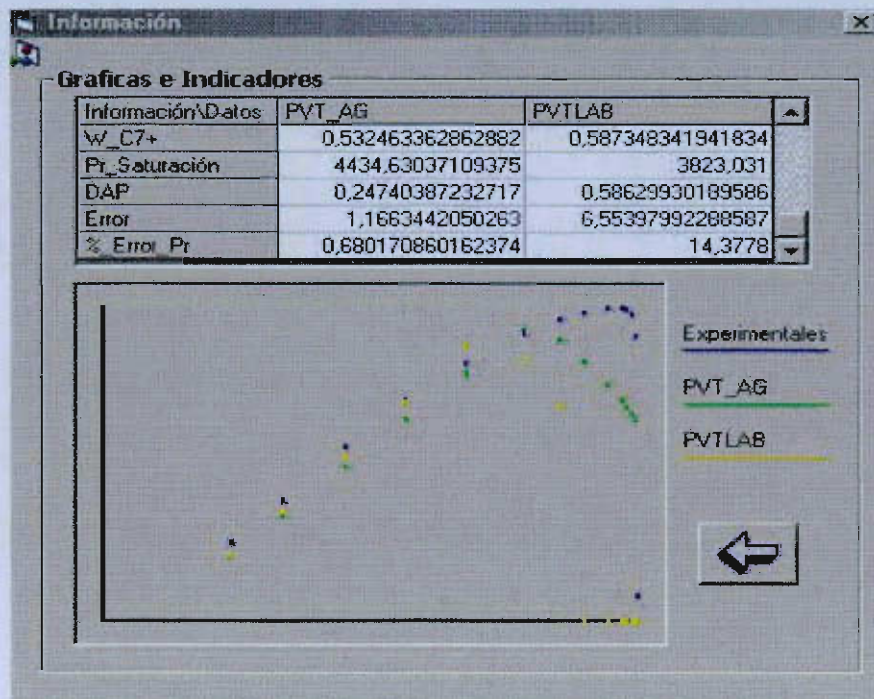 Información
Graficas e Indicadores
Información\Datos PVT_AG PVTLAB
W_C7+ 0,532463362862882 0,587348341941834
Pr_Saturación 4434,63037109375 3823,031
DAP 0,24740387232717 0,586299930189586
Error 1,1663442050263 6,55397992288587
%_Error_Pr 0,680170860162374 14,3778
Experimentales
PVT_AG
PVTLAB